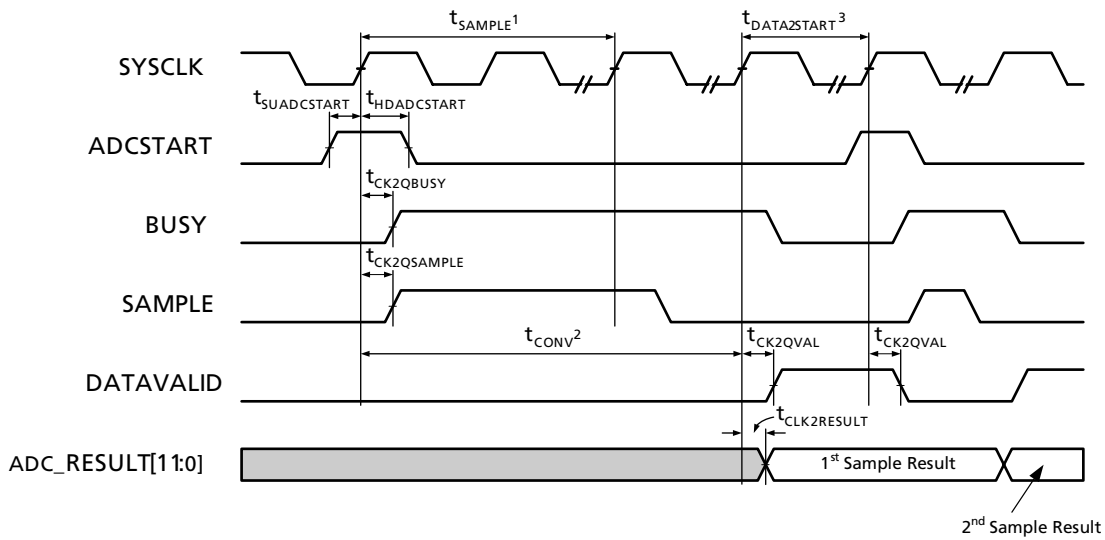 tSAMPLE1
tDATA2START3
SYSCLK
tSUADCSTART
tHDADCSTART
ADCSTART
tCK2QBUSY
BUSY
tCK2QSAMPLE
SAMPLE
tCONV2
tCK2QVAL
tCK2QVAL
DATAVALID
tCLK2RESULT
ADC_RESULT[11:0]
1st Sample Result
2nd Sample Result